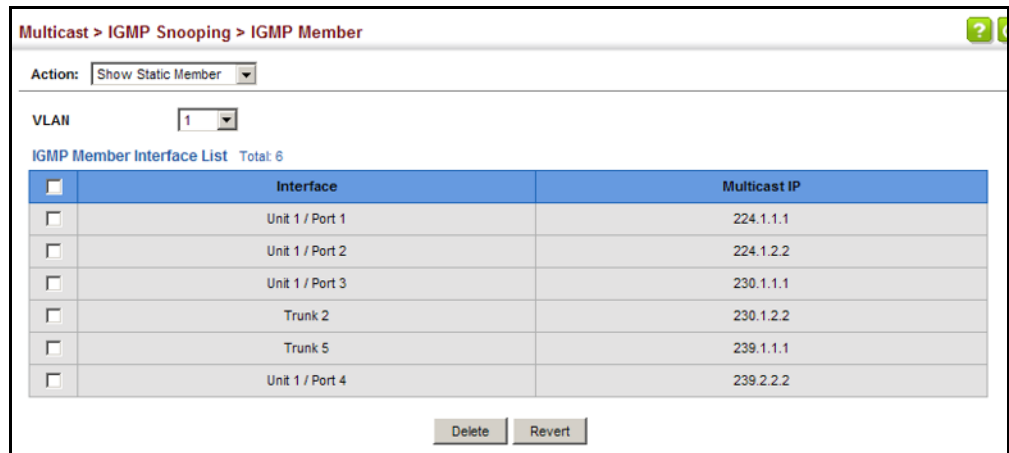 Multicast > IGMP Snooping > IGMP Member
?
Action: Show Static Member
VLAN 1
IGMP Member Interface List Total: 6
Interface Multicast IP
Unit 1 / Port 1 224.1.1.1
Unit 1 / Port 2 224.1.2.2
Unit 1 / Port 3 230.1.1.1
Trunk 2 230.1.2.2
Trunk 5 239.1.1.1
Unit 1 / Port 4 239.2.2.2
Delete Revert